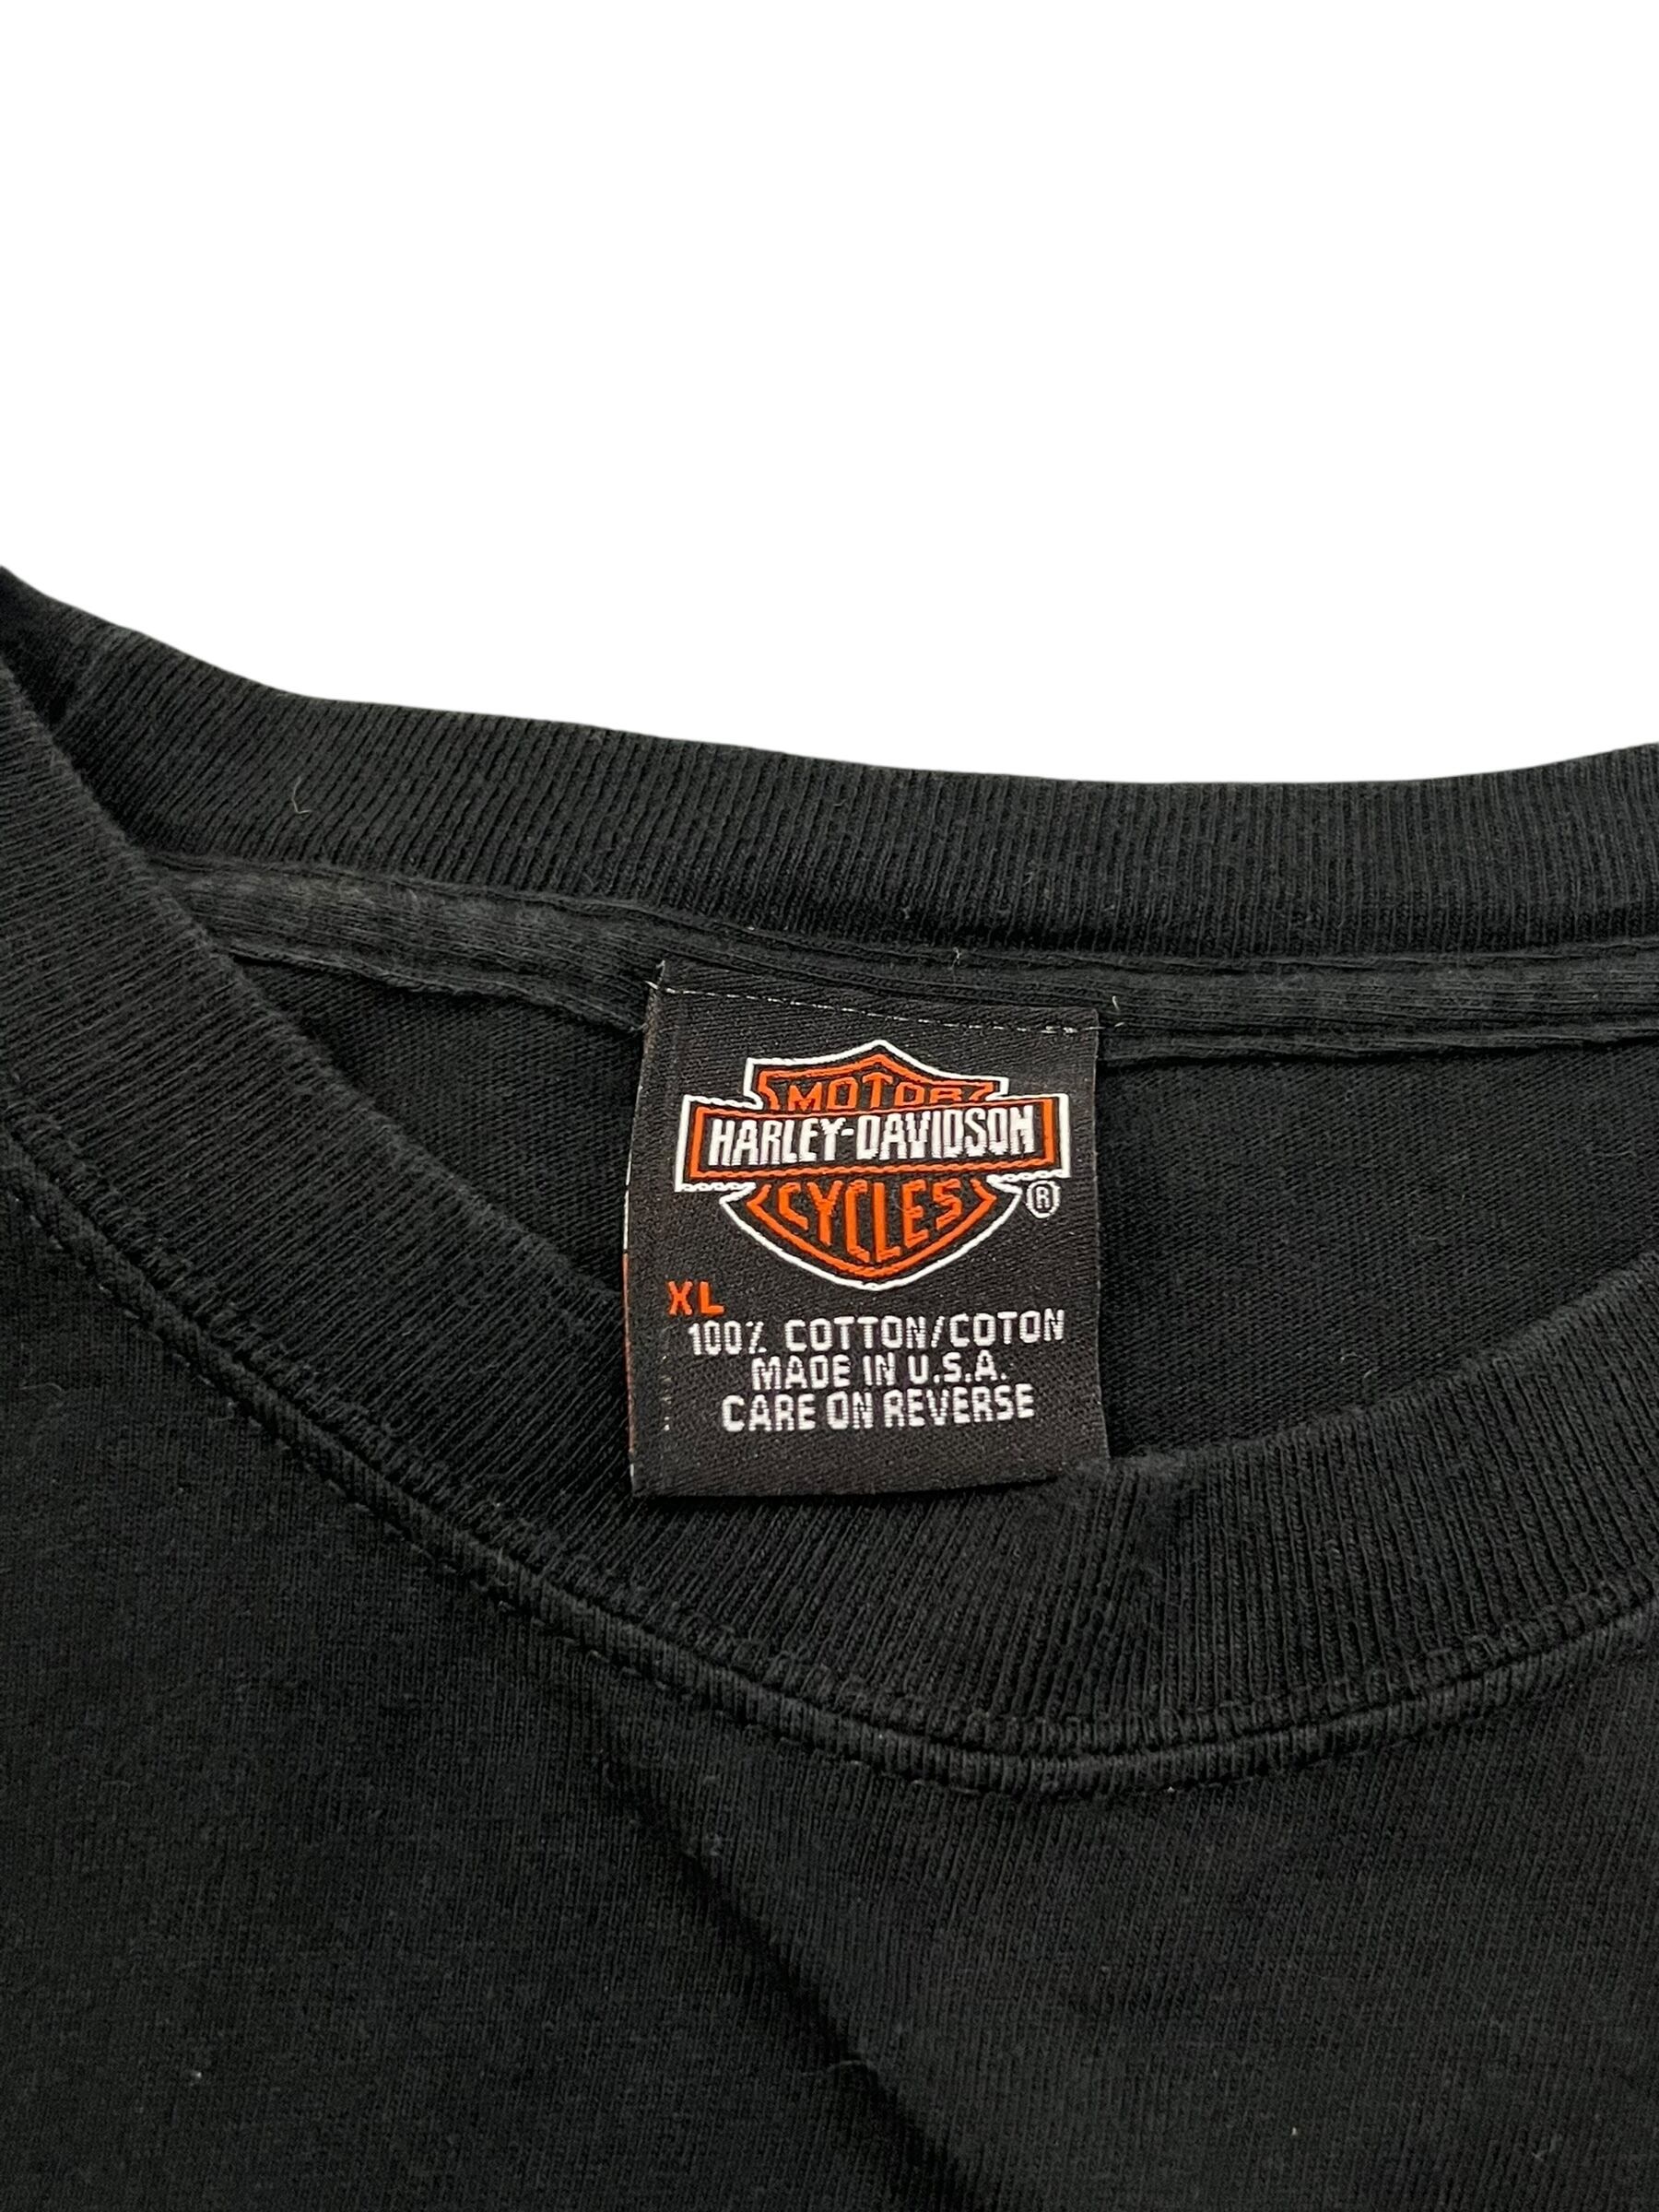 MOTOR
HARLEY-DAVIDSON
CYCLES
®
XL
100% COTTON/COTON
MADE IN U.S.A.
CARE ON REVERSE